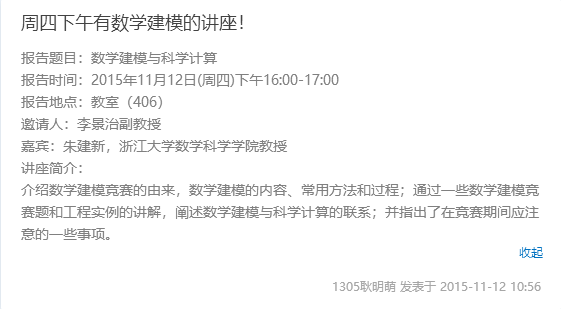 周四下午有数学建模的讲座！
报告题目：数学建模与科学计算
报告时间：2015年11月12日(周四)下午16:00-17:00
报告地点：教室（406）
邀请人：李景治副教授
嘉宾：朱建新，浙江大学数学科学学院教授
讲座简介：
介绍数学建模竞赛的由来，数学建模的内容、常用方法和过程；通过一些数学建模竞
赛题和工程实例的讲解，阐述数学建模与科学计算的联系；并指出了在竞赛期间应注
意的一些事项。
收起
1305耿明萌 发表于 2015-11-12 10:56